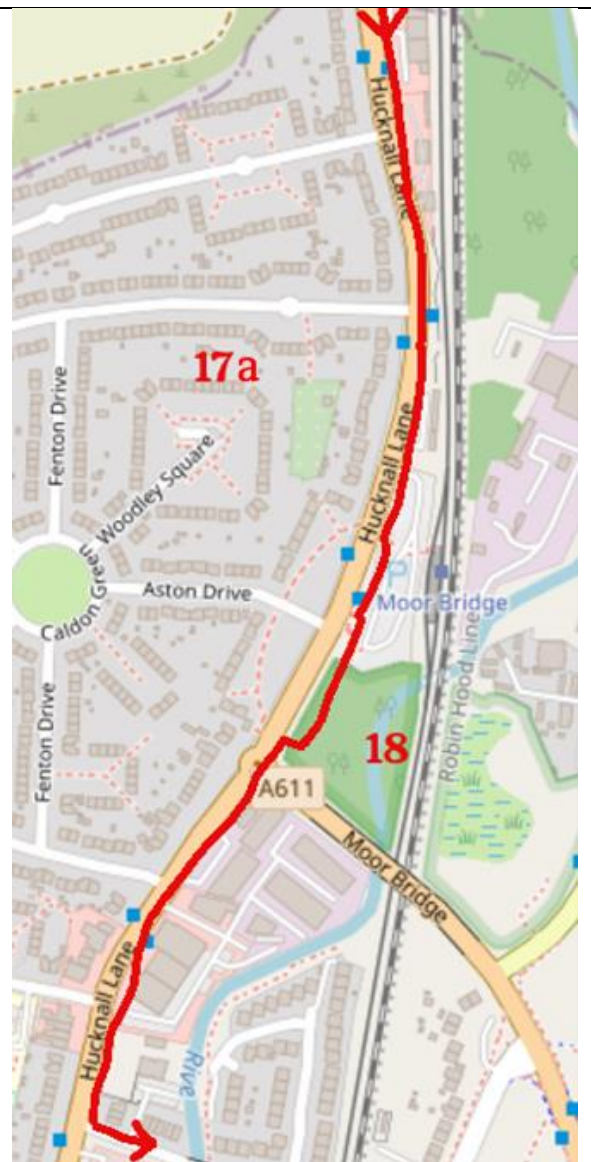 Hucknall Lane
17a
Fenton Drive
Woodley Square
Hucknall Lane
Caldon Green
Aston Drive
P
Moor Bridge
Robin Hood Line
Fenton Drive
18
A611
Moor Bridge
Hucknall Lane
Rive